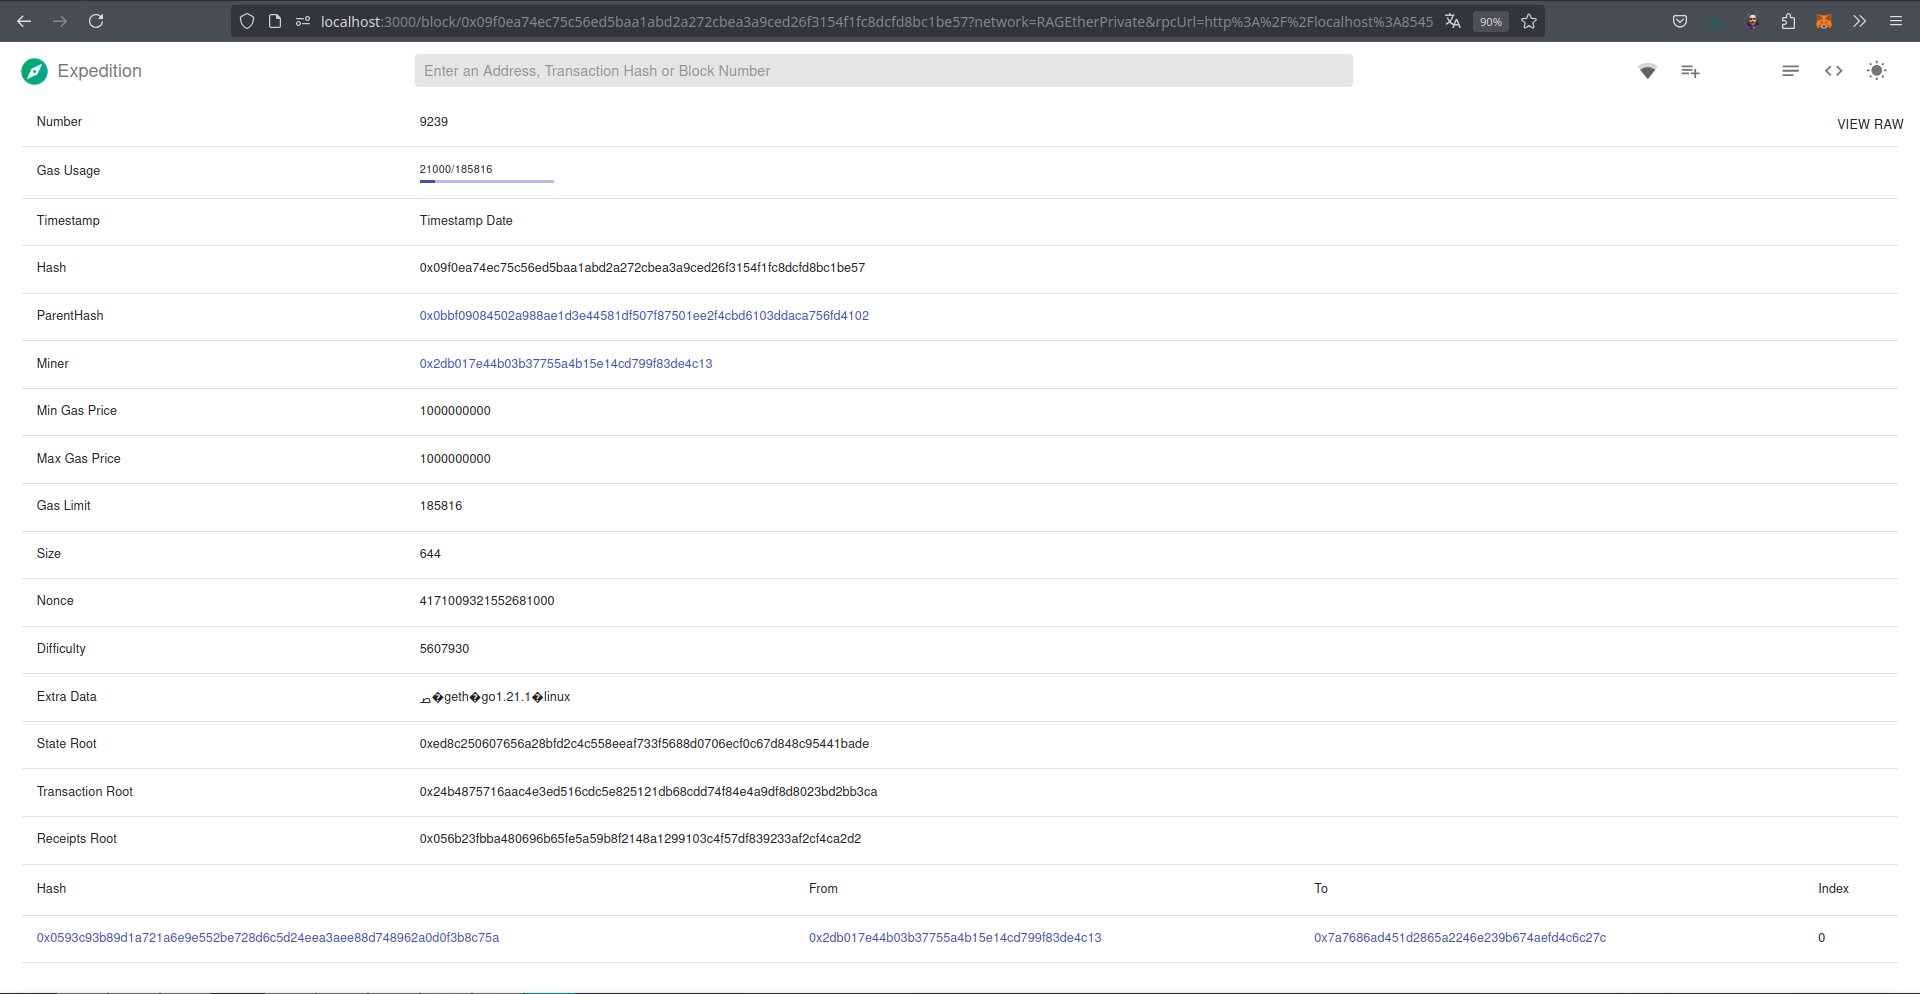 localhost:3000/block/0x09f0ea74ec75c56ed5baa1abd2a272cbea3a9ced26f3154f1fc8dcfd8bc1be57?network=RAGEtherPrivate&rpcUrl=http%3A%2F%2Flocalhost%3A8545 90%
Expedition Enter an Address, Transaction Hash or Block Number
Number 9239 VIEW RAW
Gas Usage 21000/185816
Timestamp Timestamp Date
Hash 0x09f0ea74ec75c56ed5baa1abd2a272cbea3a9ced26f3154f1fc8dcfd8bc1be57
ParentHash 0x0bbf09084502a988ae1d3e44581df507f87501ee2f4cbd6103ddaca756fd4102
Miner 0x2db017e44b03b37755a4b15e14cd799f83de4c13
Min Gas Price 1000000000
Max Gas Price 1000000000
Gas Limit 185816
Size 644
Nonce 4171009321552681000
Difficulty 5607930
Extra Data �geth�go1.21.1�linux
State Root 0xed8c250607656a28bfd2c4c558eeaf733f5688d0706ecf0c67d848c95441bade
Transaction Root 0x24b4875716aac4e3ed516cdc5e825121db68cdd74f84e4a9df8d8023bd2bb3ca
Receipts Root 0x056b23fbba480696b65fe5a59b8f2148a1299103c4f57df839233af2cf4ca2d2
Hash From To Index
0x0593c93b89d1a721a6e9e552be728d6c5d24eea3aee88d748962a0d0f3b8c75a 0x2db017e44b03b37755a4b15e14cd799f83de4c13 0x7a7686ad451d2865a2246e239b674aefd4c6c27c 0